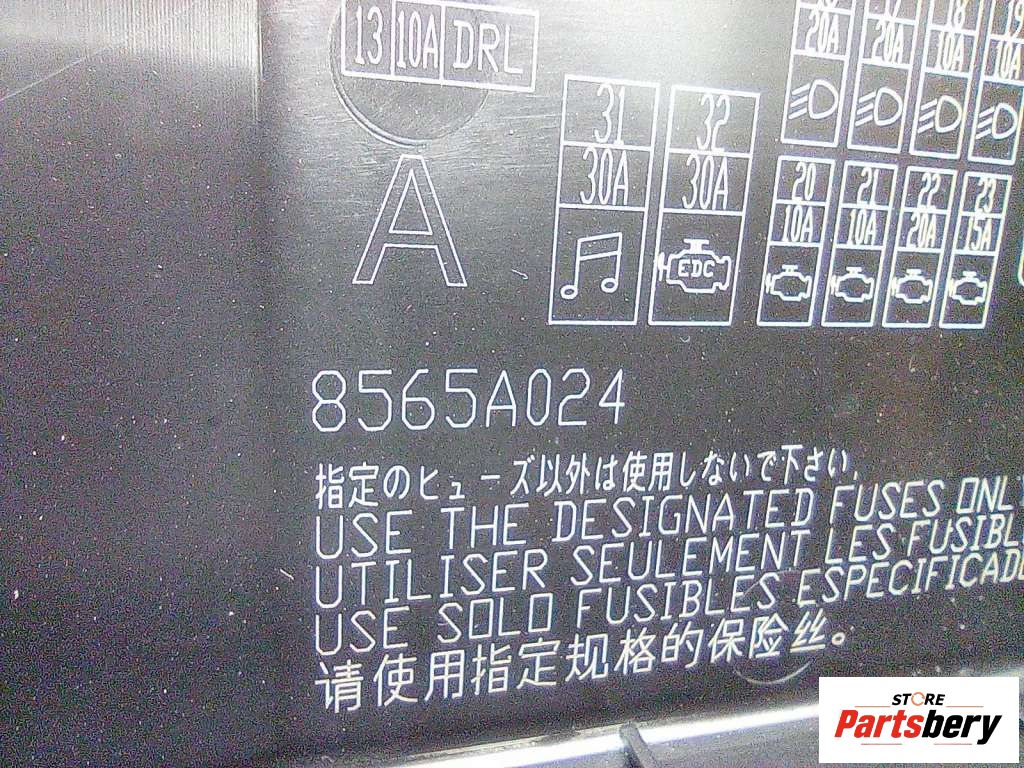 13 10A DRL
20A 20A 10A 10A
31 32
30A 30A
EDC
20 21 22 23
10A 10A 20A 15A
A
8565A024
指定のヒューズ以外は使用しないで下さい.
USE THE DESIGNATED FUSES ONL
UTILISER SEULEMENT LES FUSIBL
USE SOLO FUSIBLES ESPECIFICAD
请使用指定规格的保险丝。
STORE
Partsbery